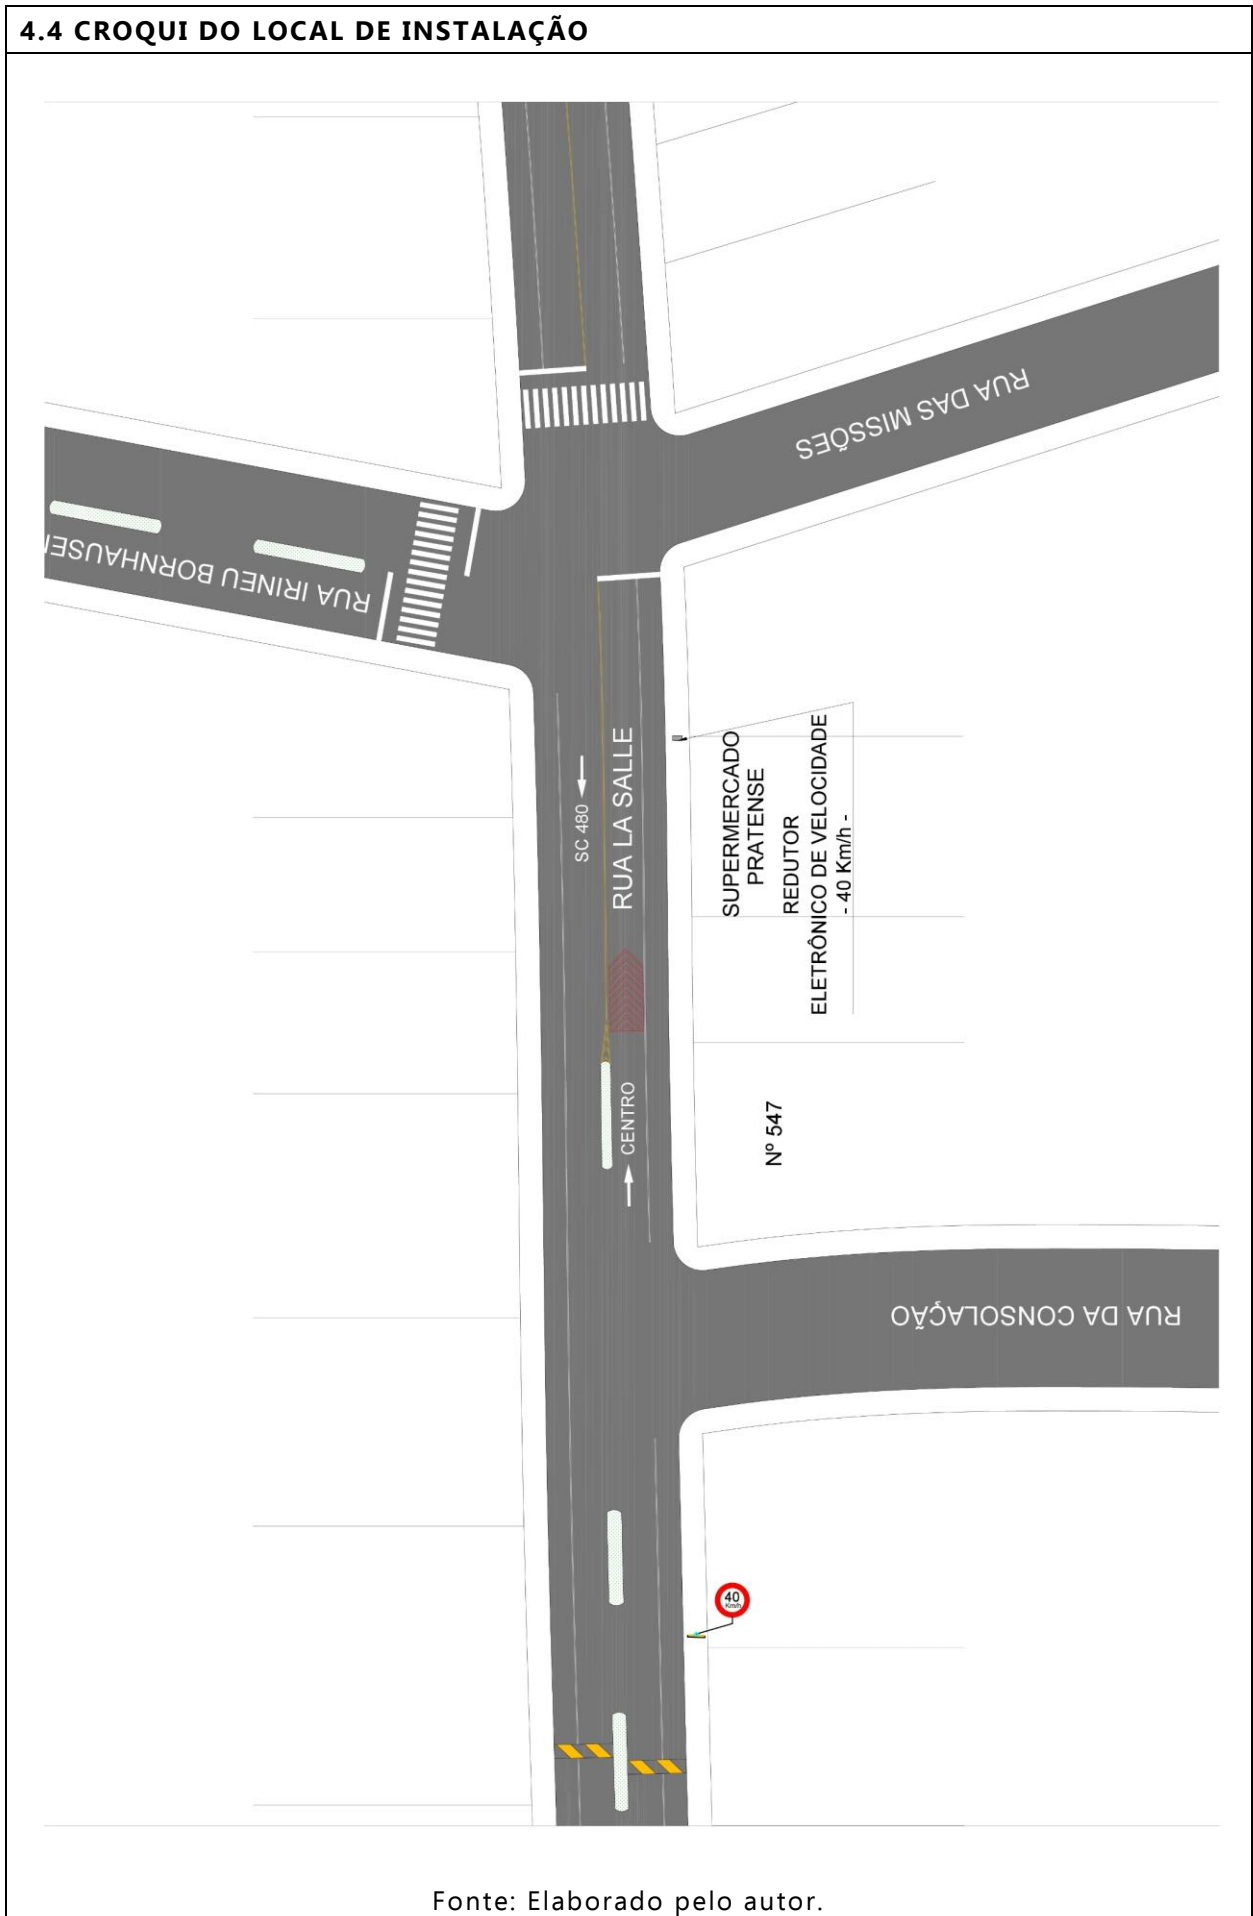 4.4 CROQUI DO LOCAL DE INSTALAÇÃO
RUA DAS MISSÕES
RUA IRINEU BORNHAUSEN
SC 480
RUA LA SALLE
SUPERMERCADO
PRATENSE
REDUTOR
ELETRÔNICO DE VELOCIDADE
- 40 Km/h -
CENTRO
Nº 547
RUA DA CONSOLAÇÃO
40
Km/h
Fonte: Elaborado pelo autor.